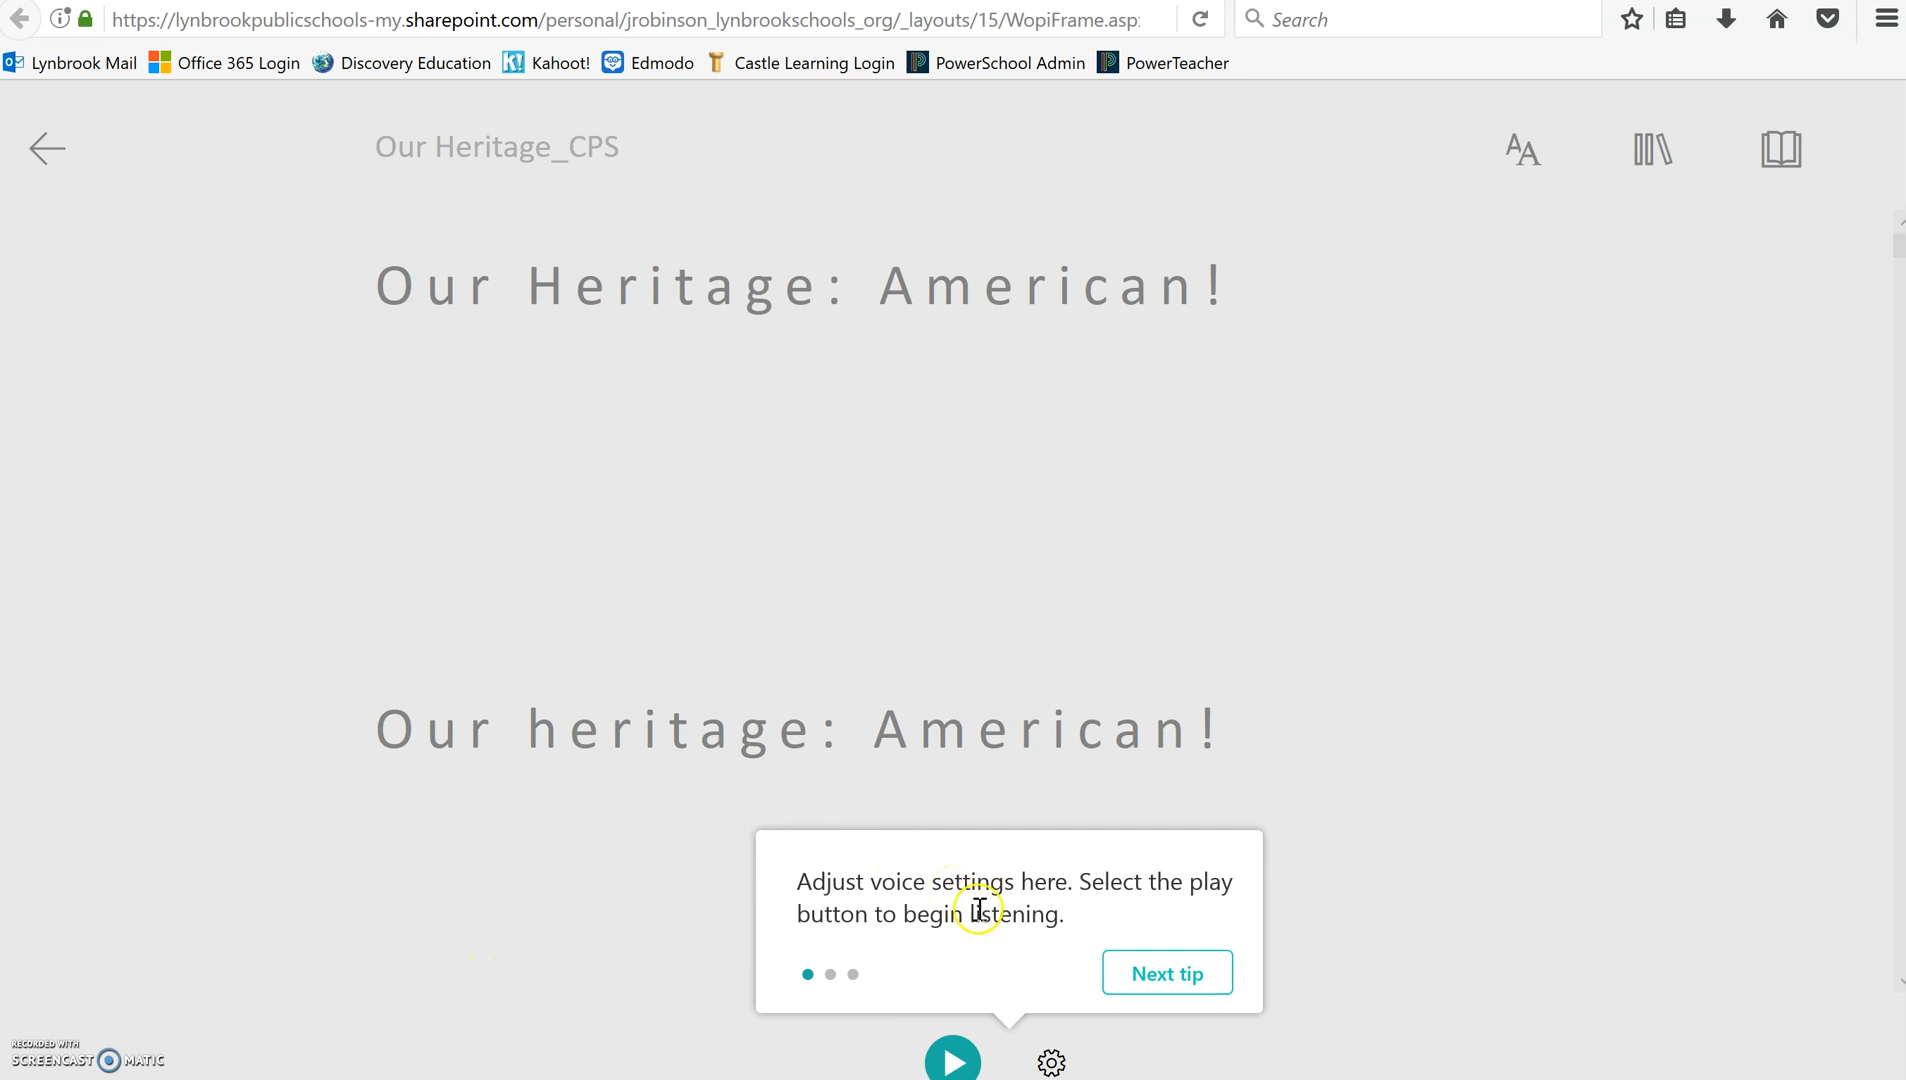 https://lynbrookpublicschools-my.sharepoint.com/personal/jrobinson_lynbrookschools_org/_layouts/15/WopiFrame.asp:
Search
Lynbrook Mail Office 365 Login Discovery Education K! Kahoot! Edmodo Castle Learning Login PowerSchool Admin PowerTeacher
Our Heritage_CPS
AA
Our Heritage: American!
Our heritage: American!
Adjust voice settings here. Select the play
button to begin listening.
Next tip
RECORDED WITH
SCREENCAST MATIC